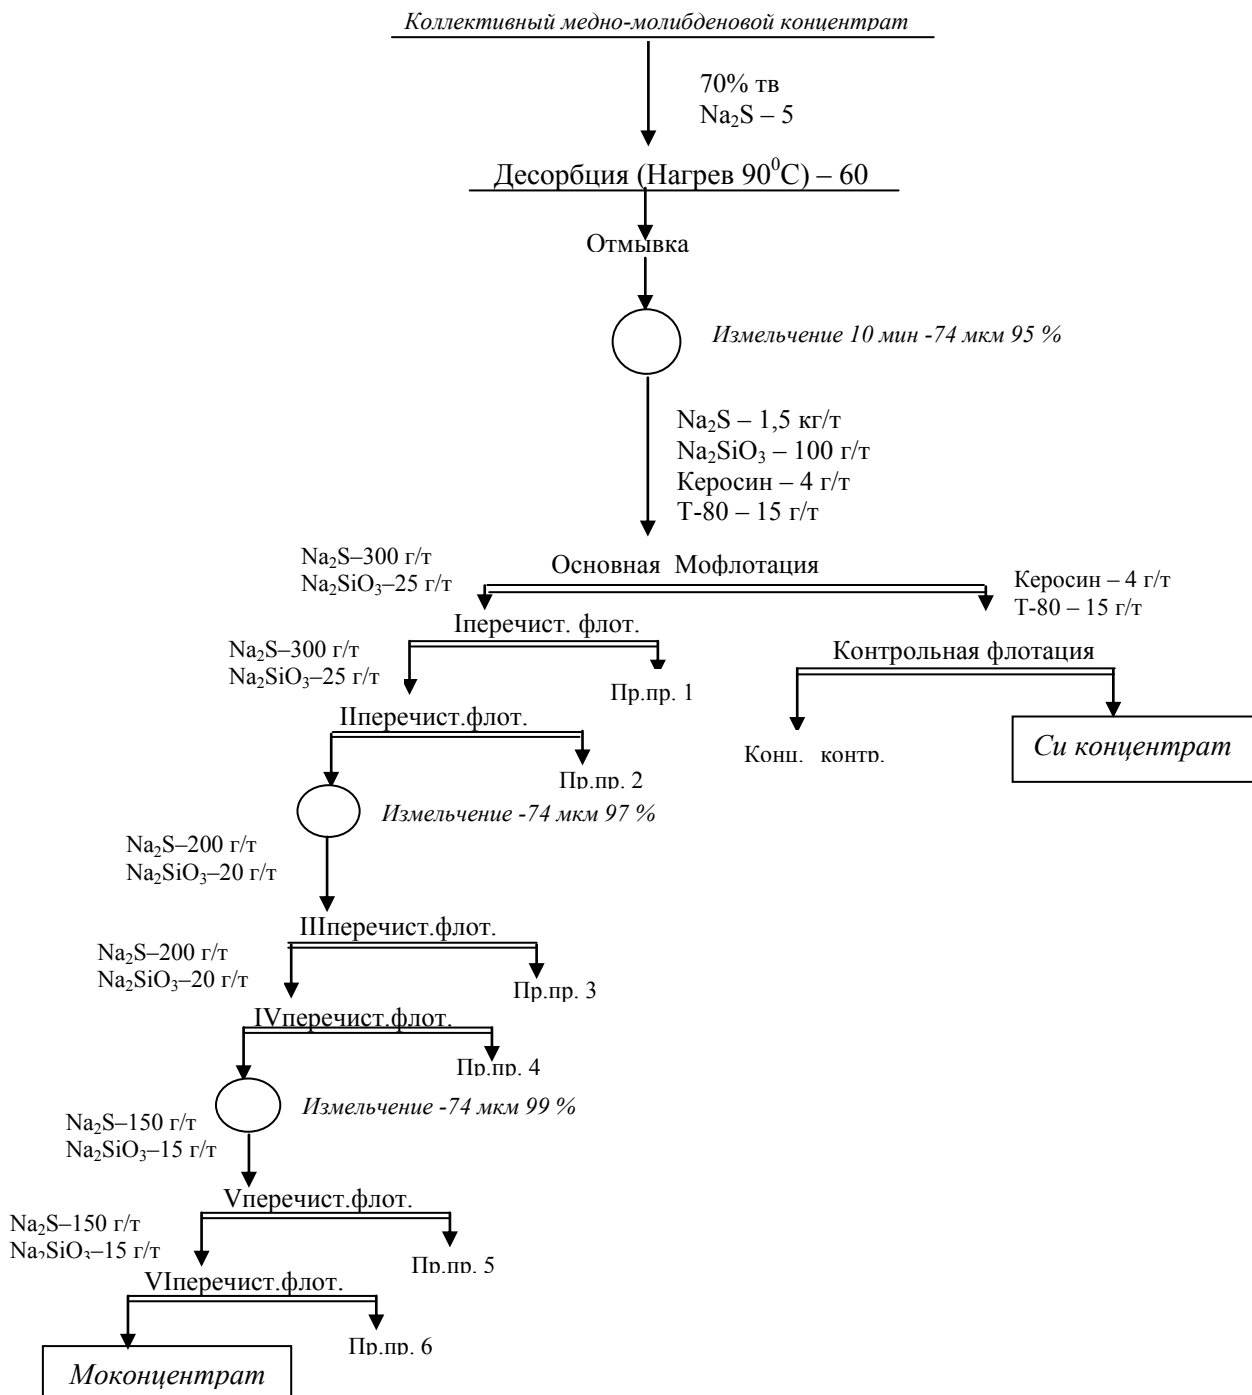 Коллективный медно-молибденовый концентрат
70% тв
Na₂S – 5
Десорбция (Нагрев 90⁰С) – 60
Отмывка
Измельчение 10 мин -74 мкм 95 %
Na₂S – 1,5 кг/т
Na₂SiO₃ – 100 г/т
Керосин – 4 г/т
Т-80 – 15 г/т
Na₂S–300 г/т
Na₂SiO₃–25 г/т
Основная Мофлотация
Керосин – 4 г/т
Т-80 – 15 г/т
Iперечист. флот.
Na₂S–300 г/т
Na₂SiO₃–25 г/т
Контрольная флотация
Пр.пр. 1
IIперечист.флот.
Конц. контр.
Си концентрат
Пр.пр. 2
Измельчение -74 мкм 97 %
Na₂S–200 г/т
Na₂SiO₃–20 г/т
IIIперечист.флот.
Na₂S–200 г/т
Na₂SiO₃–20 г/т
Пр.пр. 3
IVперечист.флот.
Пр.пр. 4
Измельчение -74 мкм 99 %
Na₂S–150 г/т
Na₂SiO₃–15 г/т
Vперечист.флот.
Na₂S–150 г/т
Na₂SiO₃–15 г/т
Пр.пр. 5
VIперечист.флот.
Пр.пр. 6
Моконцентрат